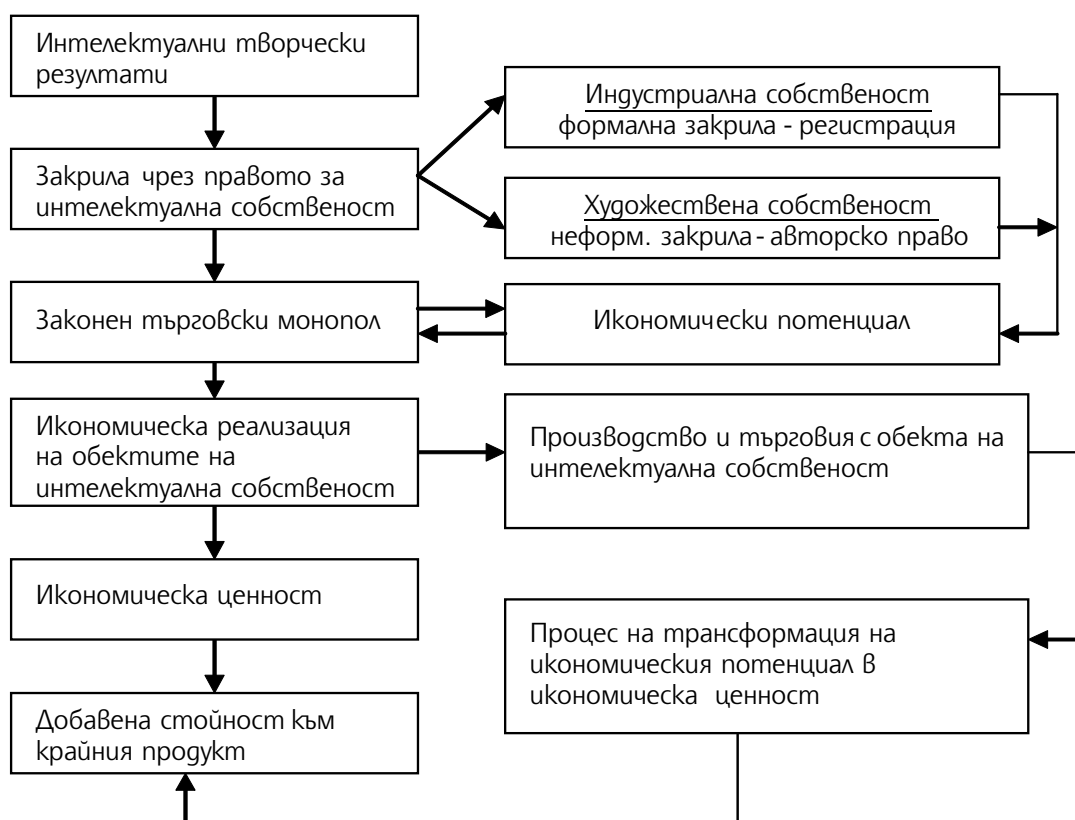 Интелектуални творчески
резултати
Индустриална собственост
формална закрила - регистрация
Закрила чрез правото за
интелектуална собственост
Художествена собственост
неформ. закрила - авторско право
Законен търговски монопол
Икономически потенциал
Икономическа реализация
на обектите на
интелектуална собственост
Производство и търговия с обекта на
интелектуална собственост
Икономическа ценност
Процес на трансформация на
икономическия потенциал в
икономическа ценност
Добавена стойност към
крайния продукт